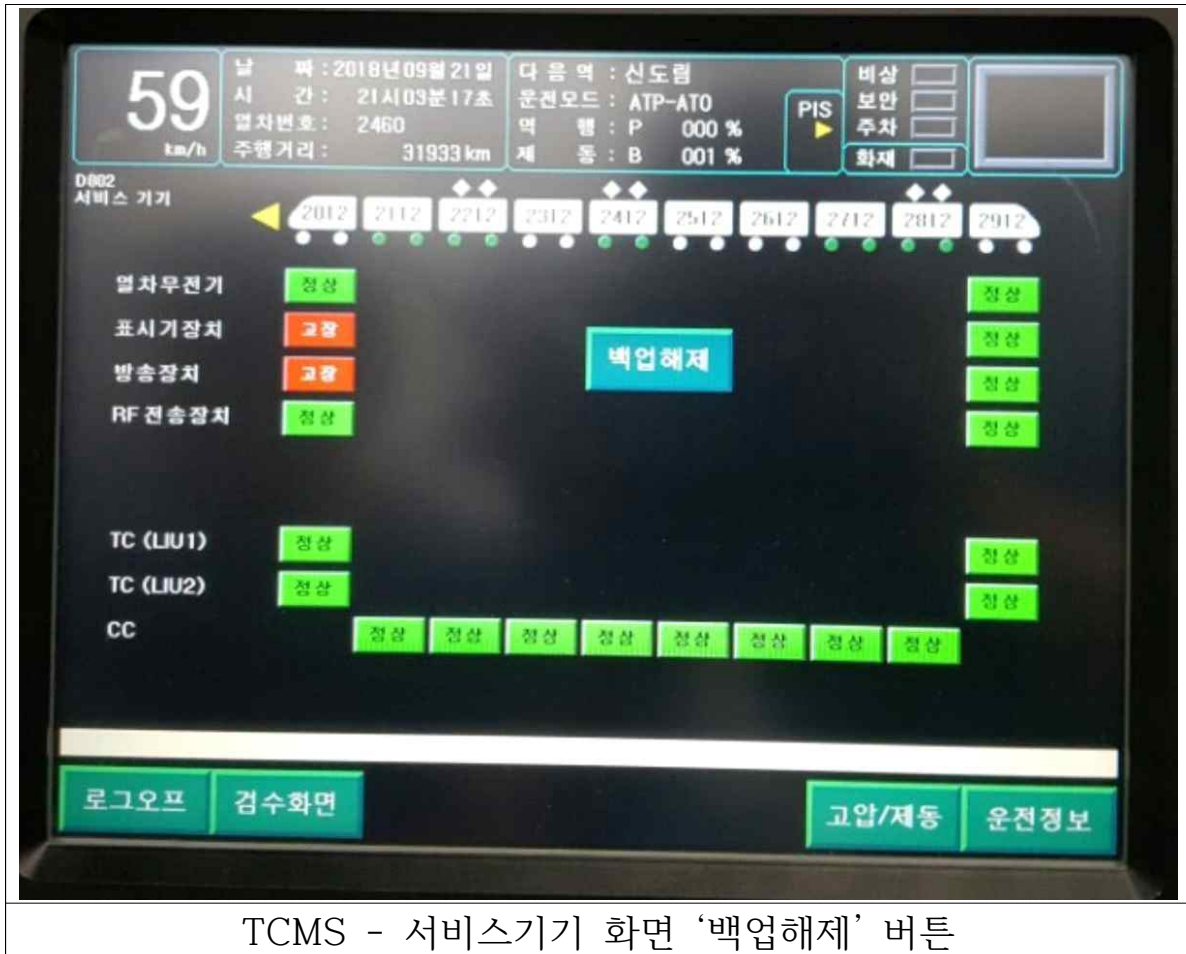 59 km/h
날 짜 : 2018년 09월 21일
시 간 : 21시 03분 17초
열차번호 : 2460
주행거리 : 31933 km
다 음 역 : 신도림
운전모드 : ATP-ATO
역 행 : P 000 %
제 동 : B 001 %
PIS
비상
보안
주차
화재
D802
서비스 기기
2012 2112 2212 2312 2412 2512 2612 2712 2812 2912
열차무전기 정상 정상
표시기장치 고장 정상
방송장치 고장 정상
RF 전송장치 정상 정상
백업해제
TC (LIU1) 정상 정상
TC (LIU2) 정상 정상
CC 정상 정상 정상 정상 정상 정상 정상 정상
로그오프 검수화면 고압/제동 운전정보
TCMS - 서비스기기 화면 ‘백업해제’ 버튼